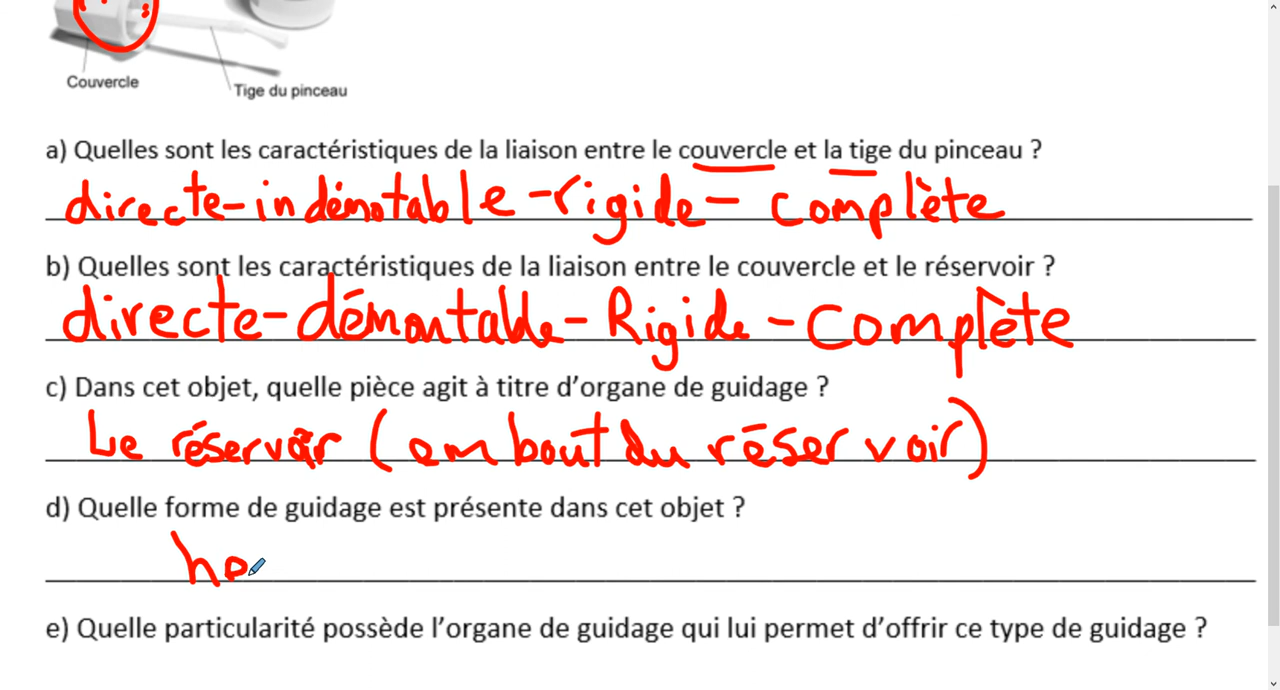 Couvercle
Tige du pinceau
a) Quelles sont les caractéristiques de la liaison entre le couvercle et la tige du pinceau ?
directe-indémotable-rigide-complète
b) Quelles sont les caractéristiques de la liaison entre le couvercle et le réservoir ?
directe-démontable-Rigide-complète
c) Dans cet objet, quelle pièce agit à titre d'organe de guidage ?
Le réservoir (embout du réservoir)
d) Quelle forme de guidage est présente dans cet objet ?
he
e) Quelle particularité possède l'organe de guidage qui lui permet d'offrir ce type de guidage ?